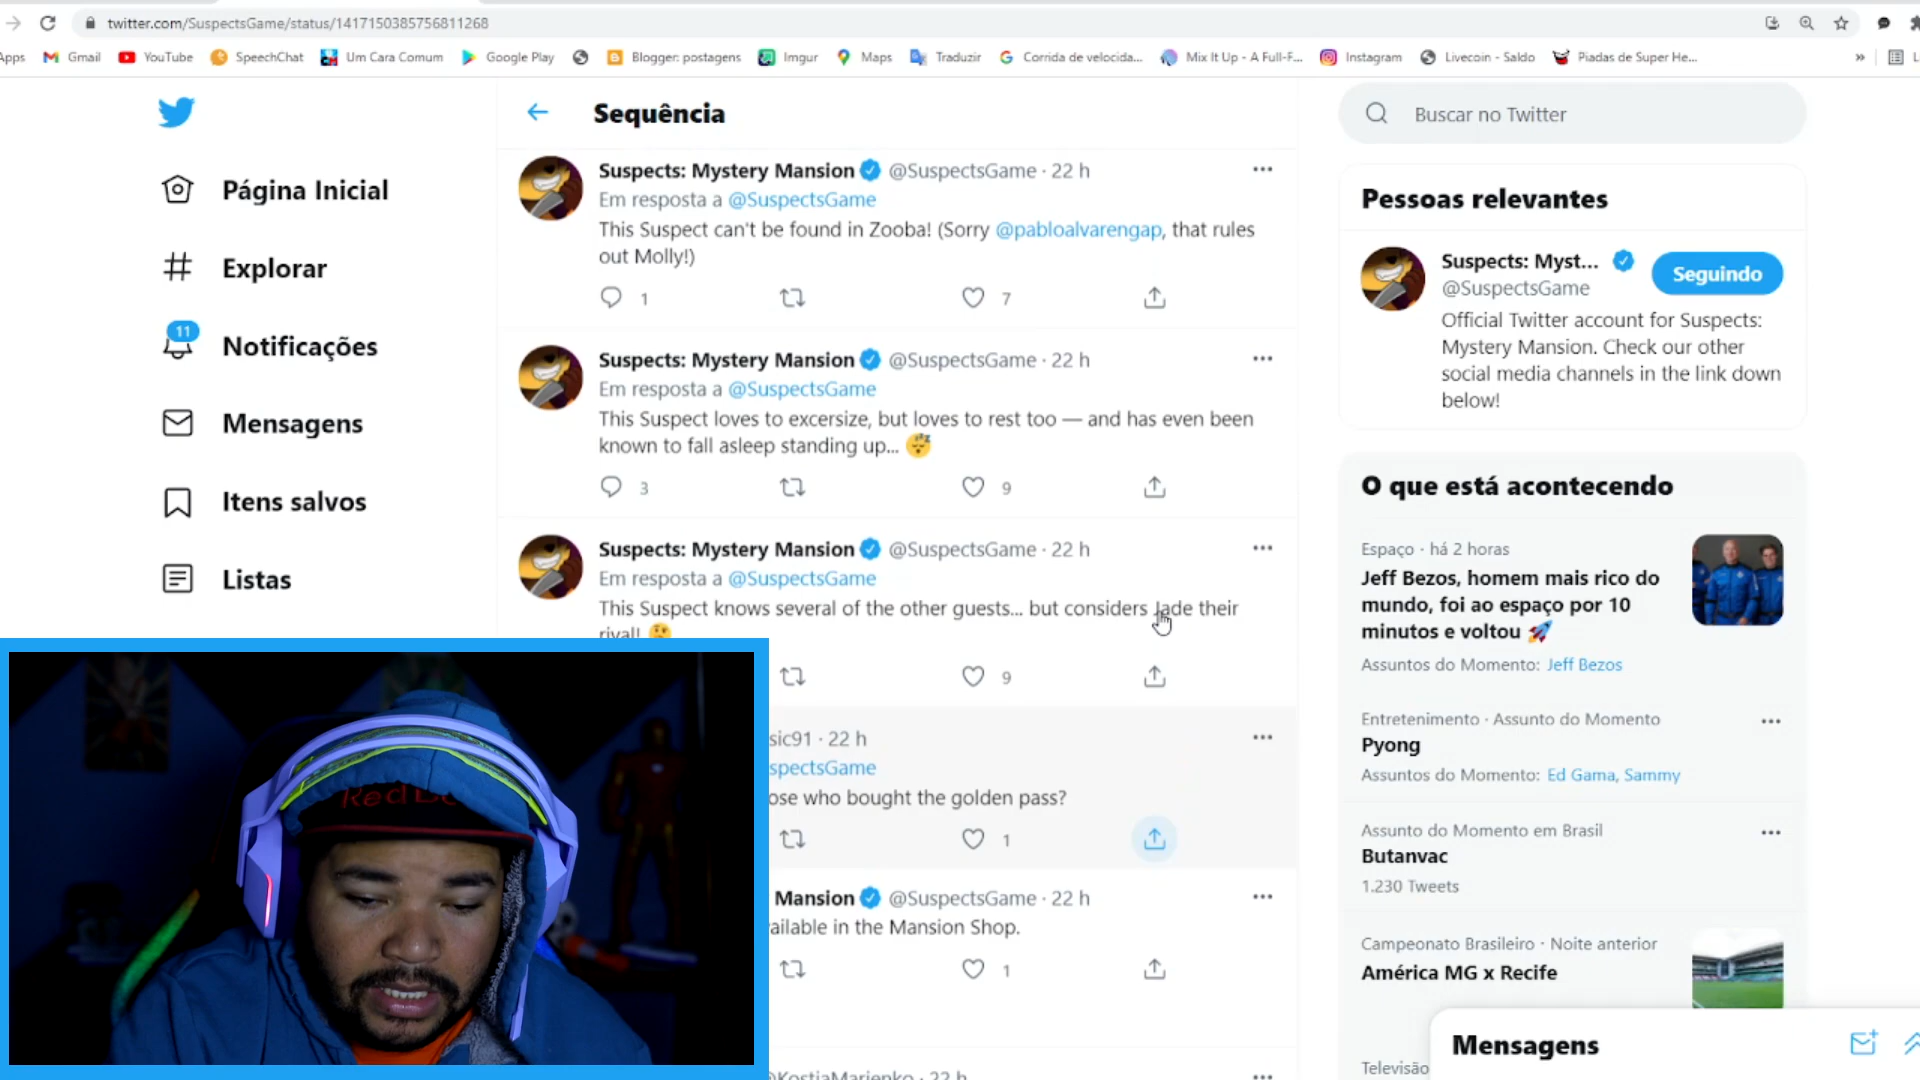 twitter.com/SuspectsGame/status/1417150385756811268
Apps Gmail YouTube SpeechChat Um Cara Comum Google Play Blogger: postagens Imgur Maps Traduzir Corrida de velocida... Mix It Up - A Full-F... Instagram Livecoin - Saldo Piadas de Super He... »
Sequência
Buscar no Twitter
Página Inicial
Explorar
11
Notificações
Mensagens
Itens salvos
Listas
Suspects: Mystery Mansion @SuspectsGame · 22 h
Em resposta a @SuspectsGame
This Suspect can't be found in Zooba! (Sorry @pabloalvarengap, that rules
out Molly!)
1 7
Suspects: Mystery Mansion @SuspectsGame · 22 h
Em resposta a @SuspectsGame
This Suspect loves to excersize, but loves to rest too — and has even been
known to fall asleep standing up... 😴
3 9
Suspects: Mystery Mansion @SuspectsGame · 22 h
Em resposta a @SuspectsGame
This Suspect knows several of the other guests... but considers Jade their
rival! 🤔
9
sic91 · 22 h
spectsGame
ose who bought the golden pass?
1
Mansion @SuspectsGame · 22 h
ailable in the Mansion Shop.
1
@KostiaMarienko · 22 h
Pessoas relevantes
Suspects: Myst...
Seguindo
@SuspectsGame
Official Twitter account for Suspects:
Mystery Mansion. Check our other
social media channels in the link down
below!
O que está acontecendo
Espaço · há 2 horas
Jeff Bezos, homem mais rico do
mundo, foi ao espaço por 10
minutos e voltou 🚀
Assuntos do Momento: Jeff Bezos
Entretenimento · Assunto do Momento
Pyong
Assuntos do Momento: Ed Gama, Sammy
Assunto do Momento em Brasil
Butanvac
1.230 Tweets
Campeonato Brasileiro · Noite anterior
América MG x Recife
Televisão
Mensagens